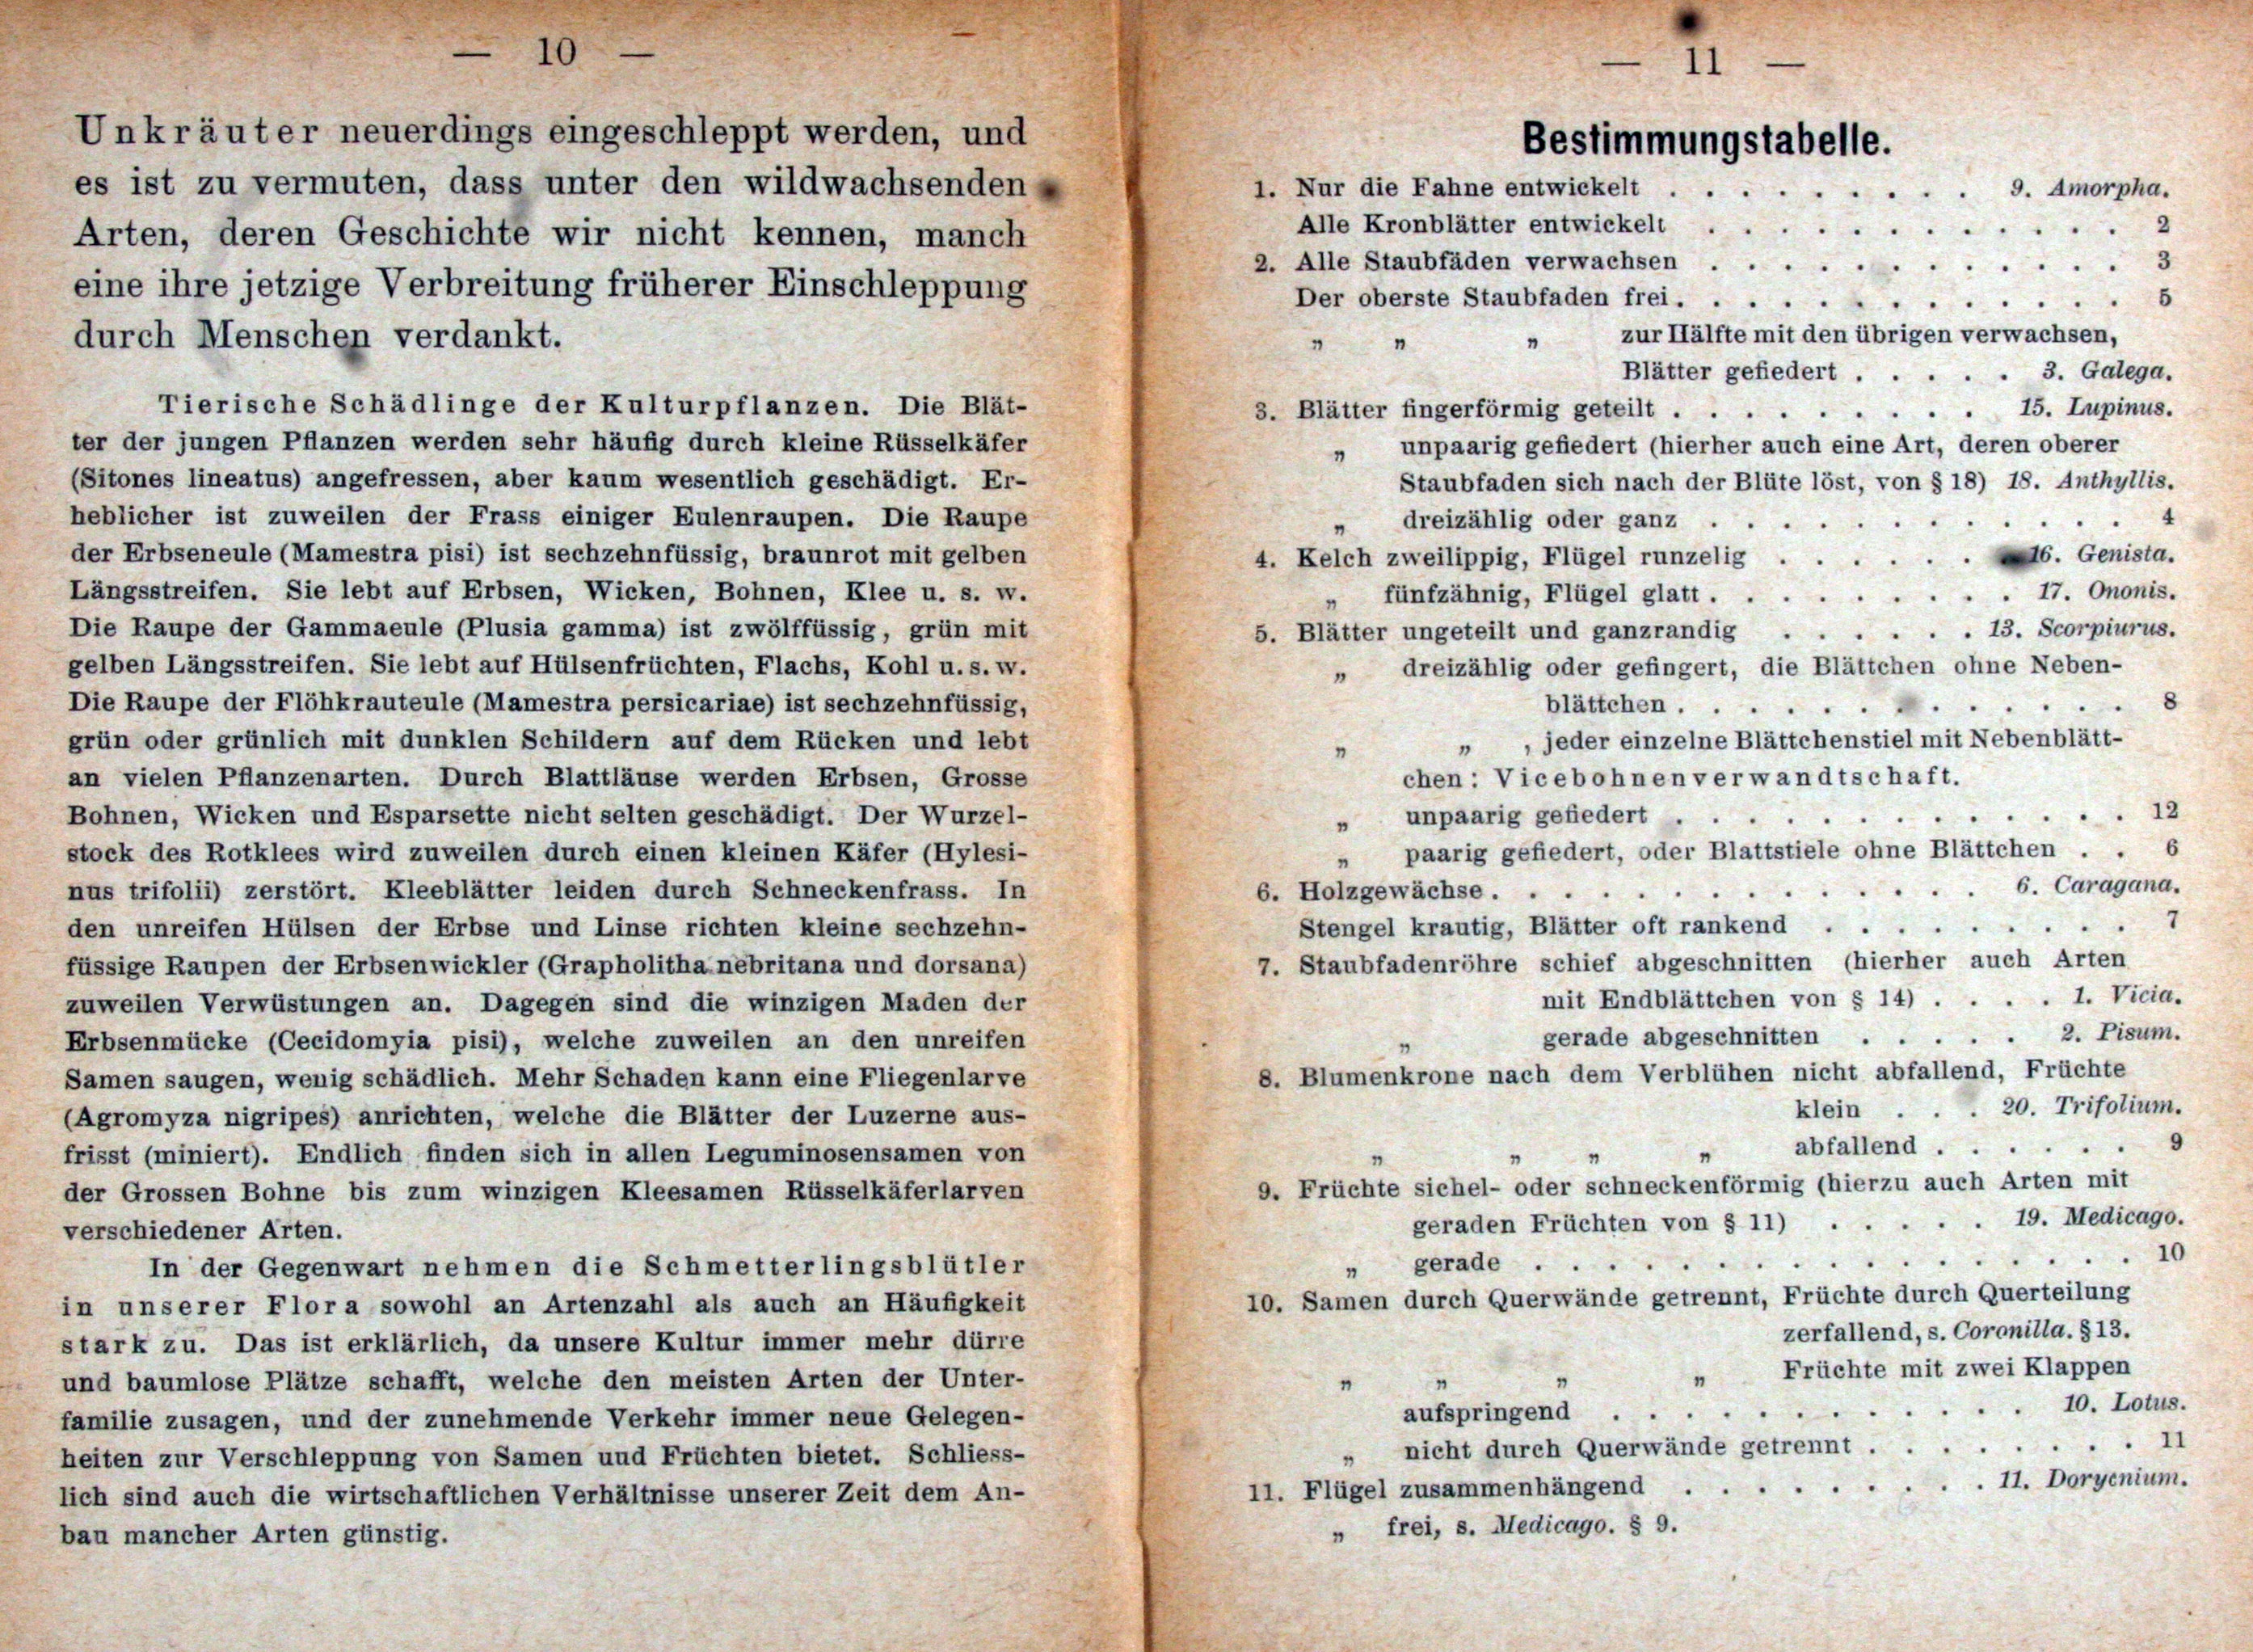 — 10 —
Unkräuter neuerdings eingeschleppt werden, und
es ist zu vermuten, dass unter den wildwachsenden
Arten, deren Geschichte wir nicht kennen, manch
eine ihre jetzige Verbreitung früherer Einschleppung
durch Menschen verdankt.
Tierische Schädlinge der Kulturpflanzen. Die Blät-
ter der jungen Pflanzen werden sehr häufig durch kleine Rüsselkäfer
(Sitones lineatus) angefressen, aber kaum wesentlich geschädigt. Er-
heblicher ist zuweilen der Frass einiger Eulenraupen. Die Raupe
der Erbseneule (Mamestra pisi) ist sechzehnfüssig, braunrot mit gelben
Längsstreifen. Sie lebt auf Erbsen, Wicken, Bohnen, Klee u. s. w.
Die Raupe der Gammaeule (Plusia gamma) ist zwölffüssig, grün mit
gelben Längsstreifen. Sie lebt auf Hülsenfrüchten, Flachs, Kohl u. s. w.
Die Raupe der Flöhkrauteule (Mamestra persicariae) ist sechzehnfüssig,
grün oder grünlich mit dunklen Schildern auf dem Rücken und lebt
an vielen Pflanzenarten. Durch Blattläuse werden Erbsen, Grosse
Bohnen, Wicken und Esparsette nicht selten geschädigt. Der Wurzel-
stock des Rotklees wird zuweilen durch einen kleinen Käfer (Hylesi-
nus trifolii) zerstört. Kleeblätter leiden durch Schneckenfrass. In
den unreifen Hülsen der Erbse und Linse richten kleine sechzehn-
füssige Raupen der Erbsenwickler (Grapholitha nebritana und dorsana)
zuweilen Verwüstungen an. Dagegen sind die winzigen Maden der
Erbsenmücke (Cecidomyia pisi), welche zuweilen an den unreifen
Samen saugen, wenig schädlich. Mehr Schaden kann eine Fliegenlarve
(Agromyza nigripes) anrichten, welche die Blätter der Luzerne aus-
frisst (miniert). Endlich finden sich in allen Leguminosensamen von
der Grossen Bohne bis zum winzigen Kleesamen Rüsselkäferlarven
verschiedener Arten.
In der Gegenwart nehmen die Schmetterlingsblütler
in unserer Flora sowohl an Artenzahl als auch an Häufigkeit
stark zu. Das ist erklärlich, da unsere Kultur immer mehr dürre
und baumlose Plätze schafft, welche den meisten Arten der Unter-
familie zusagen, und der zunehmende Verkehr immer neue Gelegen-
heiten zur Verschleppung von Samen und Früchten bietet. Schliess-
lich sind auch die wirtschaftlichen Verhältnisse unserer Zeit dem An-
bau mancher Arten günstig.
— 11 —
Bestimmungstabelle.
1. Nur die Fahne entwickelt . . . . . . . . . 9. Amorpha.
Alle Kronblätter entwickelt . . . . . . . . . . . . 2
2. Alle Staubfäden verwachsen . . . . . . . . . . . . 3
Der oberste Staubfaden frei. . . . . . . . . . . . . 5
„ „ „ zur Hälfte mit den übrigen verwachsen,
Blätter gefiedert . . . . . 3. Galega.
3. Blätter fingerförmig geteilt . . . . . . . . . 15. Lupinus.
„ unpaarig gefiedert (hierher auch eine Art, deren oberer
Staubfaden sich nach der Blüte löst, von § 18) 18. Anthyllis.
„ dreizählig oder ganz . . . . . . . . . . . . 4
4. Kelch zweilippig, Flügel runzelig . . . . . . 16. Genista.
„ fünfzähnig, Flügel glatt . . . . . . . . . 17. Ononis.
5. Blätter ungeteilt und ganzrandig . . . . . . 13. Scorpiurus.
„ dreizählig oder gefingert, die Blättchen ohne Neben-
blättchen . . . . . . . . . . . . . 8
„ „ , jeder einzelne Blättchenstiel mit Nebenblätt-
chen: Vicebohnenverwandtschaft.
„ unpaarig gefiedert . . . . . . . . . . . . . 12
„ paarig gefiedert, oder Blattstiele ohne Blättchen . . 6
6. Holzgewächse . . . . . . . . . . . . . 6. Caragana.
Stengel krautig, Blätter oft rankend . . . . . . . . . 7
7. Staubfadenröhre schief abgeschnitten (hierher auch Arten
mit Endblättchen von § 14) . . . . 1. Vicia.
„ gerade abgeschnitten . . . . . 2. Pisum.
8. Blumenkrone nach dem Verblühen nicht abfallend, Früchte
klein . . . 20. Trifolium.
„ „ „ „ abfallend . . . . . . 9
9. Früchte sichel- oder schneckenförmig (hierzu auch Arten mit
geraden Früchten von § 11) . . . . . 19. Medicago.
„ gerade . . . . . . . . . . . . . . . . . 10
10. Samen durch Querwände getrennt, Früchte durch Querteilung
zerfallend, s. Coronilla. § 13.
„ „ „ „ Früchte mit zwei Klappen
aufspringend . . . . . . . . . . . . 10. Lotus.
„ nicht durch Querwände getrennt . . . . . . . . 11
11. Flügel zusammenhängend . . . . . . . . . 11. Dorycnium.
„ frei, s. Medicago. § 9.